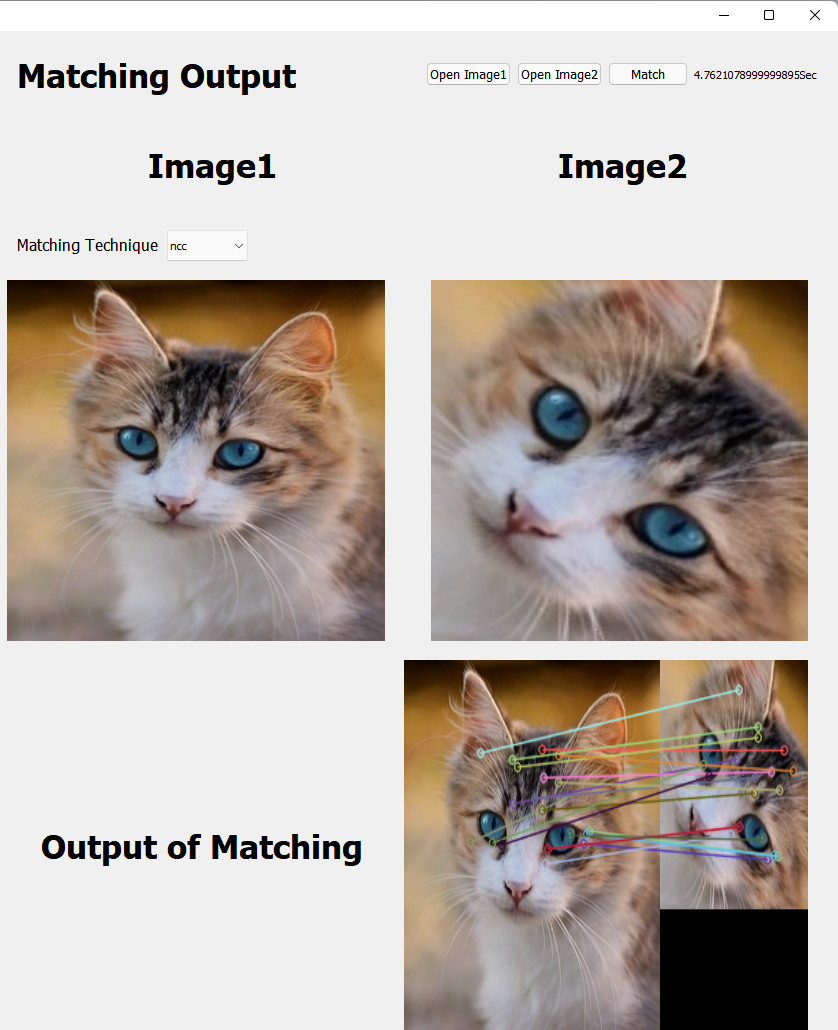 Matching Output
Open Image1 Open Image2 Match 4.7621078999999895Sec
Image1 Image2
Matching Technique ncc
Output of Matching